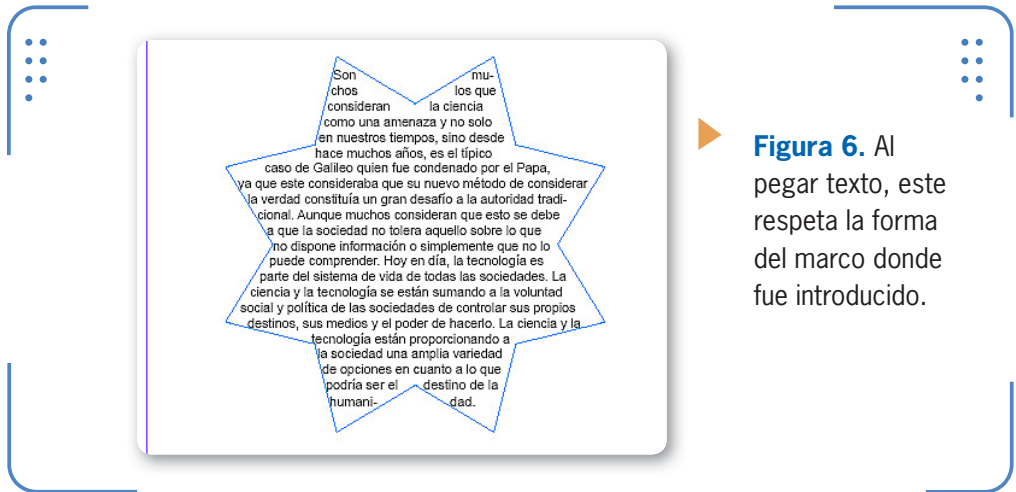 Son mu-
chos los que
consideran la ciencia
como una amenaza y no solo
en nuestros tiempos, sino desde
hace muchos años, es el típico
caso de Galileo quien fue condenado por el Papa,
ya que este consideraba que su nuevo método de considerar
la verdad constituía un gran desafío a la autoridad tradi-
cional. Aunque muchos consideran que esto se debe
a que la sociedad no tolera aquello sobre lo que
no dispone información o simplemente que no lo
puede comprender. Hoy en día, la tecnología es
parte del sistema de vida de todas las sociedades. La
ciencia y la tecnología se están sumando a la voluntad
social y política de las sociedades de controlar sus propios
destinos, sus medios y el poder de hacerlo. La ciencia y la
tecnología están proporcionando a
la sociedad una amplia variedad
de opciones en cuanto a lo que
podría ser el destino de la
humani- dad.
Figura 6. Al
pegar texto, este
respeta la forma
del marco donde
fue introducido.